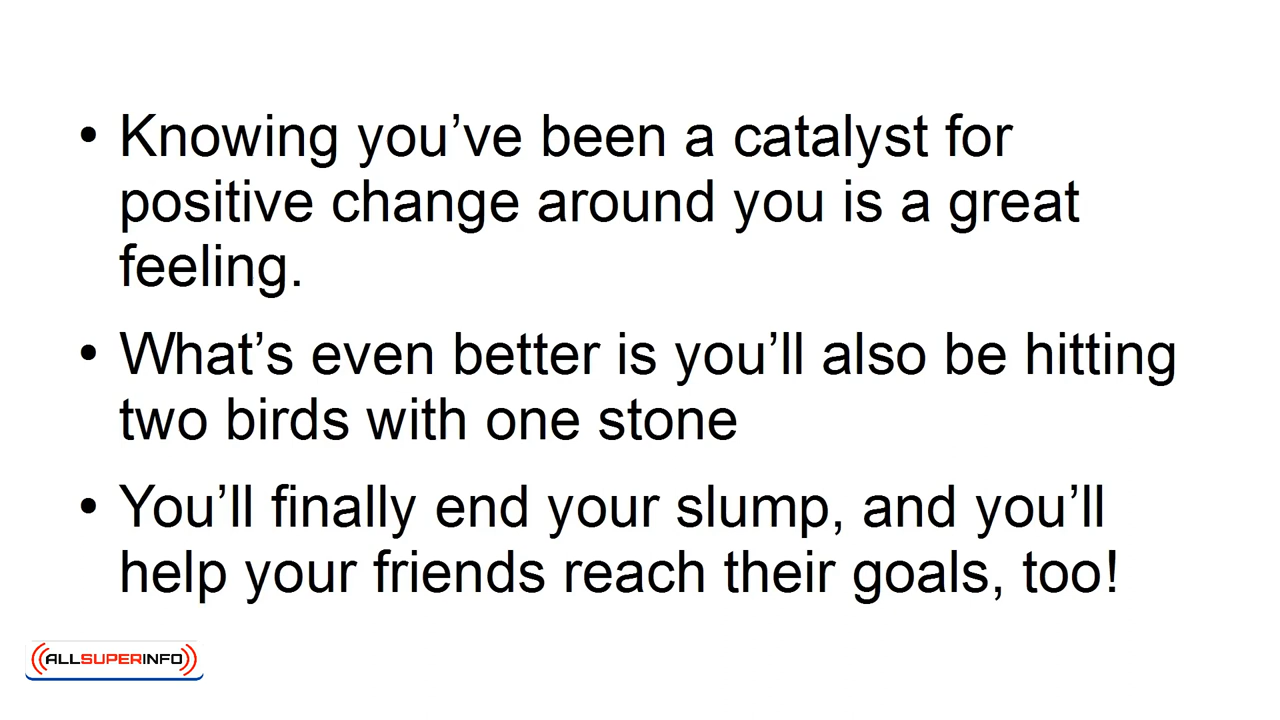 • Knowing you’ve been a catalyst for
positive change around you is a great
feeling.
• What’s even better is you’ll also be hitting
two birds with one stone
• You’ll finally end your slump, and you’ll
help your friends reach their goals, too!
ALLSUPERINFO